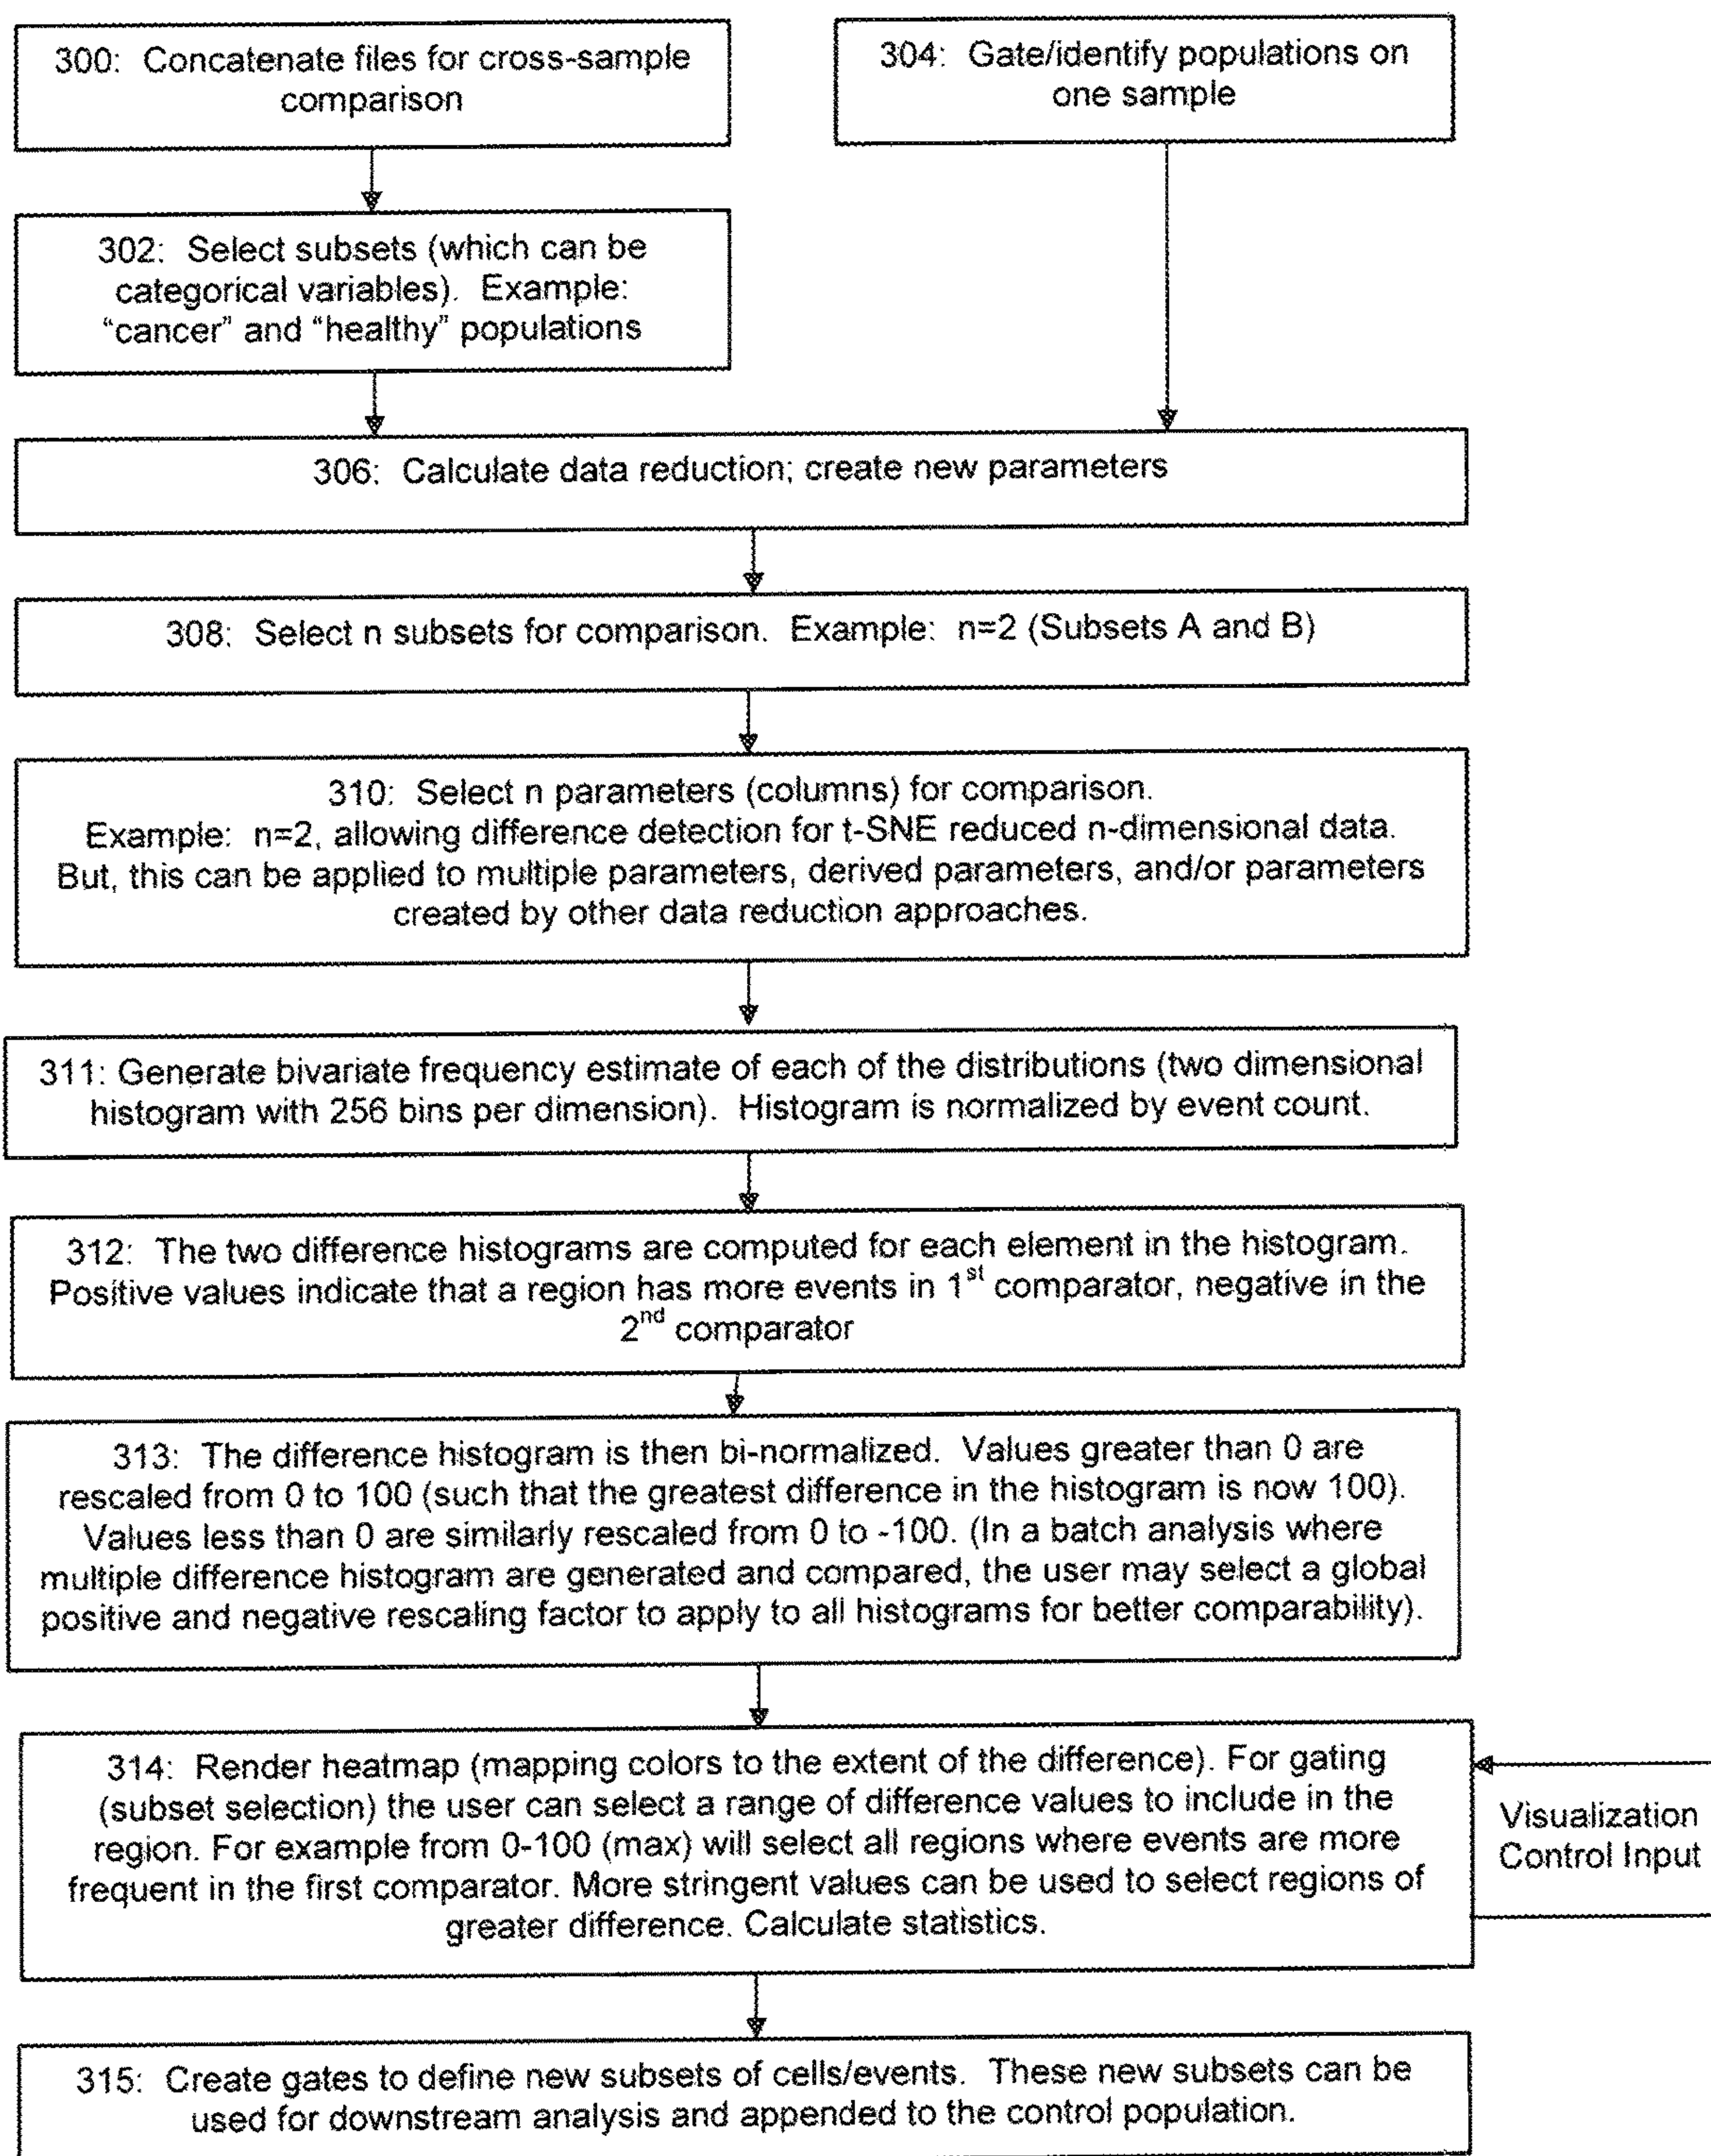 300: Concatenate files for cross-sample
comparison
304: Gate/identify populations on
one sample
302: Select subsets (which can be
categorical variables). Example:
“cancer” and “healthy” populations
306: Calculate data reduction; create new parameters
308: Select n subsets for comparison. Example: n=2 (Subsets A and B)
310: Select n parameters (columns) for comparison.
Example: n=2, allowing difference detection for t-SNE reduced n-dimensional data.
But, this can be applied to multiple parameters, derived parameters, and/or parameters
created by other data reduction approaches.
311: Generate bivariate frequency estimate of each of the distributions (two dimensional
histogram with 256 bins per dimension). Histogram is normalized by event count.
312: The two difference histograms are computed for each element in the histogram.
Positive values indicate that a region has more events in 1st comparator, negative in the
2nd comparator
313: The difference histogram is then bi-normalized. Values greater than 0 are
rescaled from 0 to 100 (such that the greatest difference in the histogram is now 100).
Values less than 0 are similarly rescaled from 0 to -100. (In a batch analysis where
multiple difference histogram are generated and compared, the user may select a global
positive and negative rescaling factor to apply to all histograms for better comparability).
314: Render heatmap (mapping colors to the extent of the difference). For gating
(subset selection) the user can select a range of difference values to include in the
region. For example from 0-100 (max) will select all regions where events are more
frequent in the first comparator. More stringent values can be used to select regions of
greater difference. Calculate statistics.
Visualization
Control Input
315: Create gates to define new subsets of cells/events. These new subsets can be
used for downstream analysis and appended to the control population.